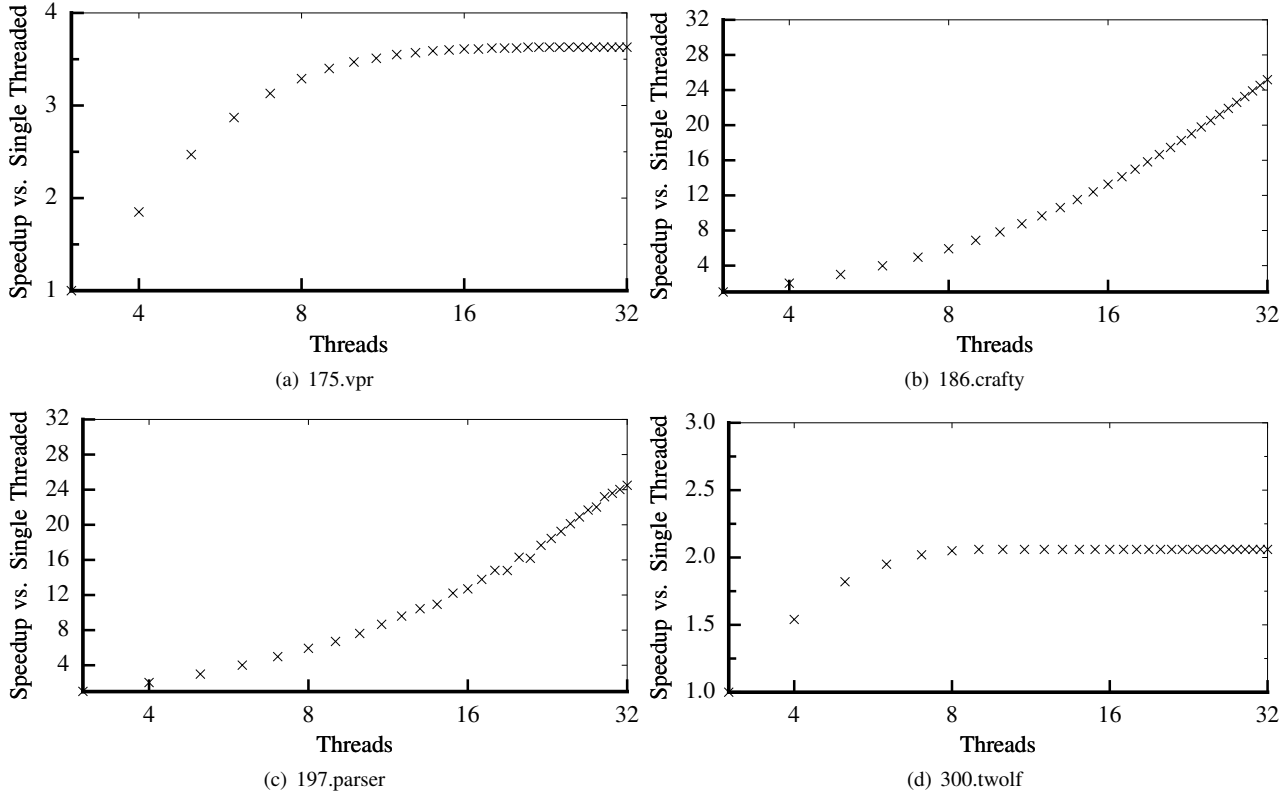 4
3
2
1
Speedup vs. Single Threaded
4 8 16 32
Threads
(a) 175.vpr
32
28
24
20
16
12
8
4
Speedup vs. Single Threaded
4 8 16 32
Threads
(b) 186.crafty
32
28
24
20
16
12
8
4
Speedup vs. Single Threaded
4 8 16 32
Threads
(c) 197.parser
3.0
2.5
2.0
1.5
1.0
Speedup vs. Single Threaded
4 8 16 32
Threads
(d) 300.twolf